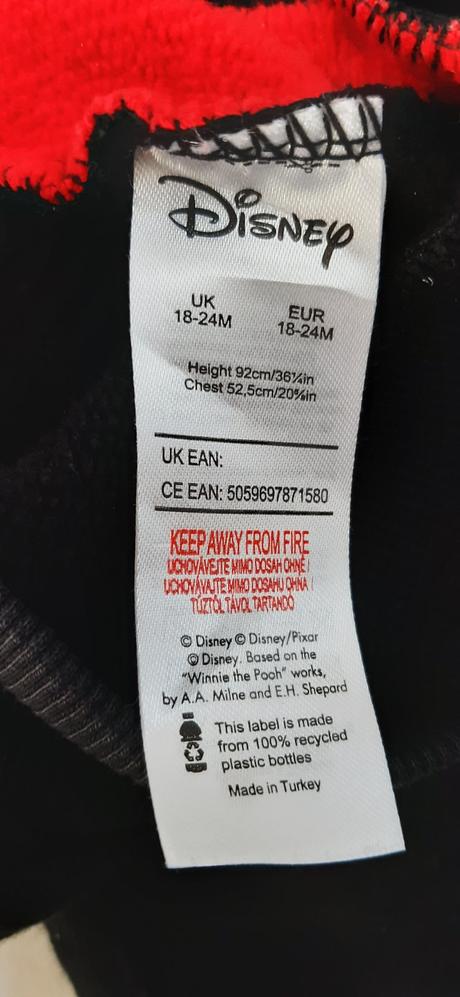 Disney
UK
18-24M
EUR
18-24M
Height 92cm/36¼in
Chest 52,5cm/20⅝in
UK EAN:
CE EAN: 5059697871580
KEEP AWAY FROM FIRE
UCHOVÁVEJTE MIMO DOSAH OHNĚ!
UCHOVÁVAJTE MIMO DOSAHU OHŇA!
TŰZTŐL TÁVOL TARTANDÓ
© Disney © Disney/Pixar
© Disney. Based on the
"Winnie the Pooh" works,
by A.A. Milne and E.H. Shepard
This label is made
from 100% recycled
plastic bottles
Made in Turkey